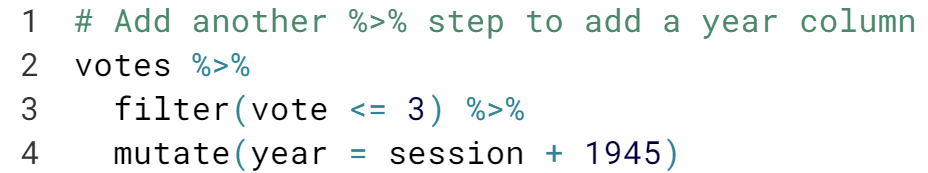 1 # Add another %>% step to add a year column
2 votes %>%
3   filter(vote <= 3) %>%
4   mutate(year = session + 1945)